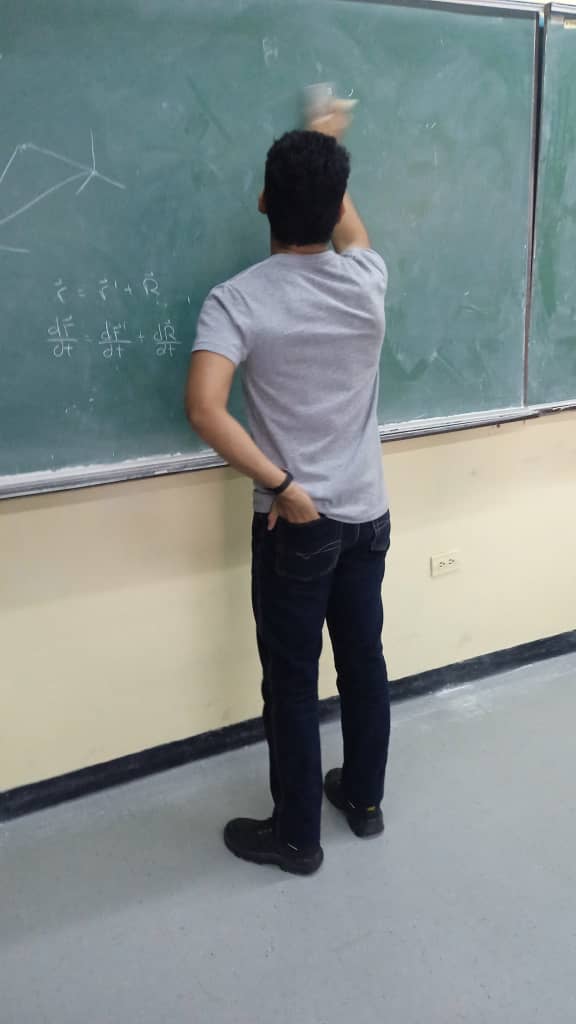 r⃗ = r⃗' + R⃗
dr⃗/dt = dr⃗'/dt + dR⃗/dt